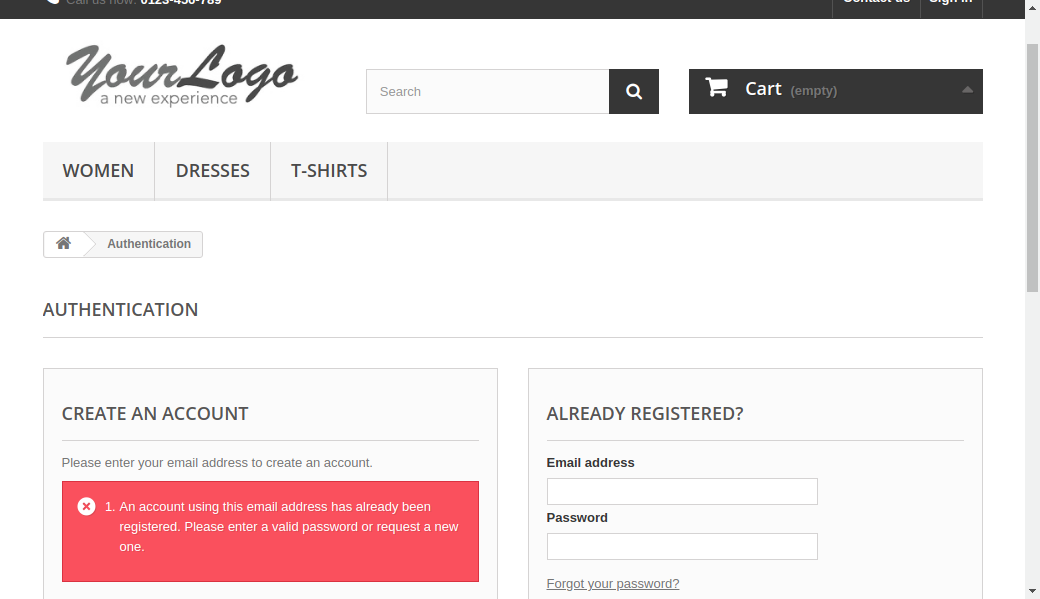 Call us now: 0123-456-789
Contact us
Sign in
YourLogo
a new experience
Search
Cart (empty)
WOMEN
DRESSES
T-SHIRTS
Authentication
AUTHENTICATION
CREATE AN ACCOUNT
Please enter your email address to create an account.
1. An account using this email address has already been
registered. Please enter a valid password or request a new
one.
ALREADY REGISTERED?
Email address
Password
Forgot your password?